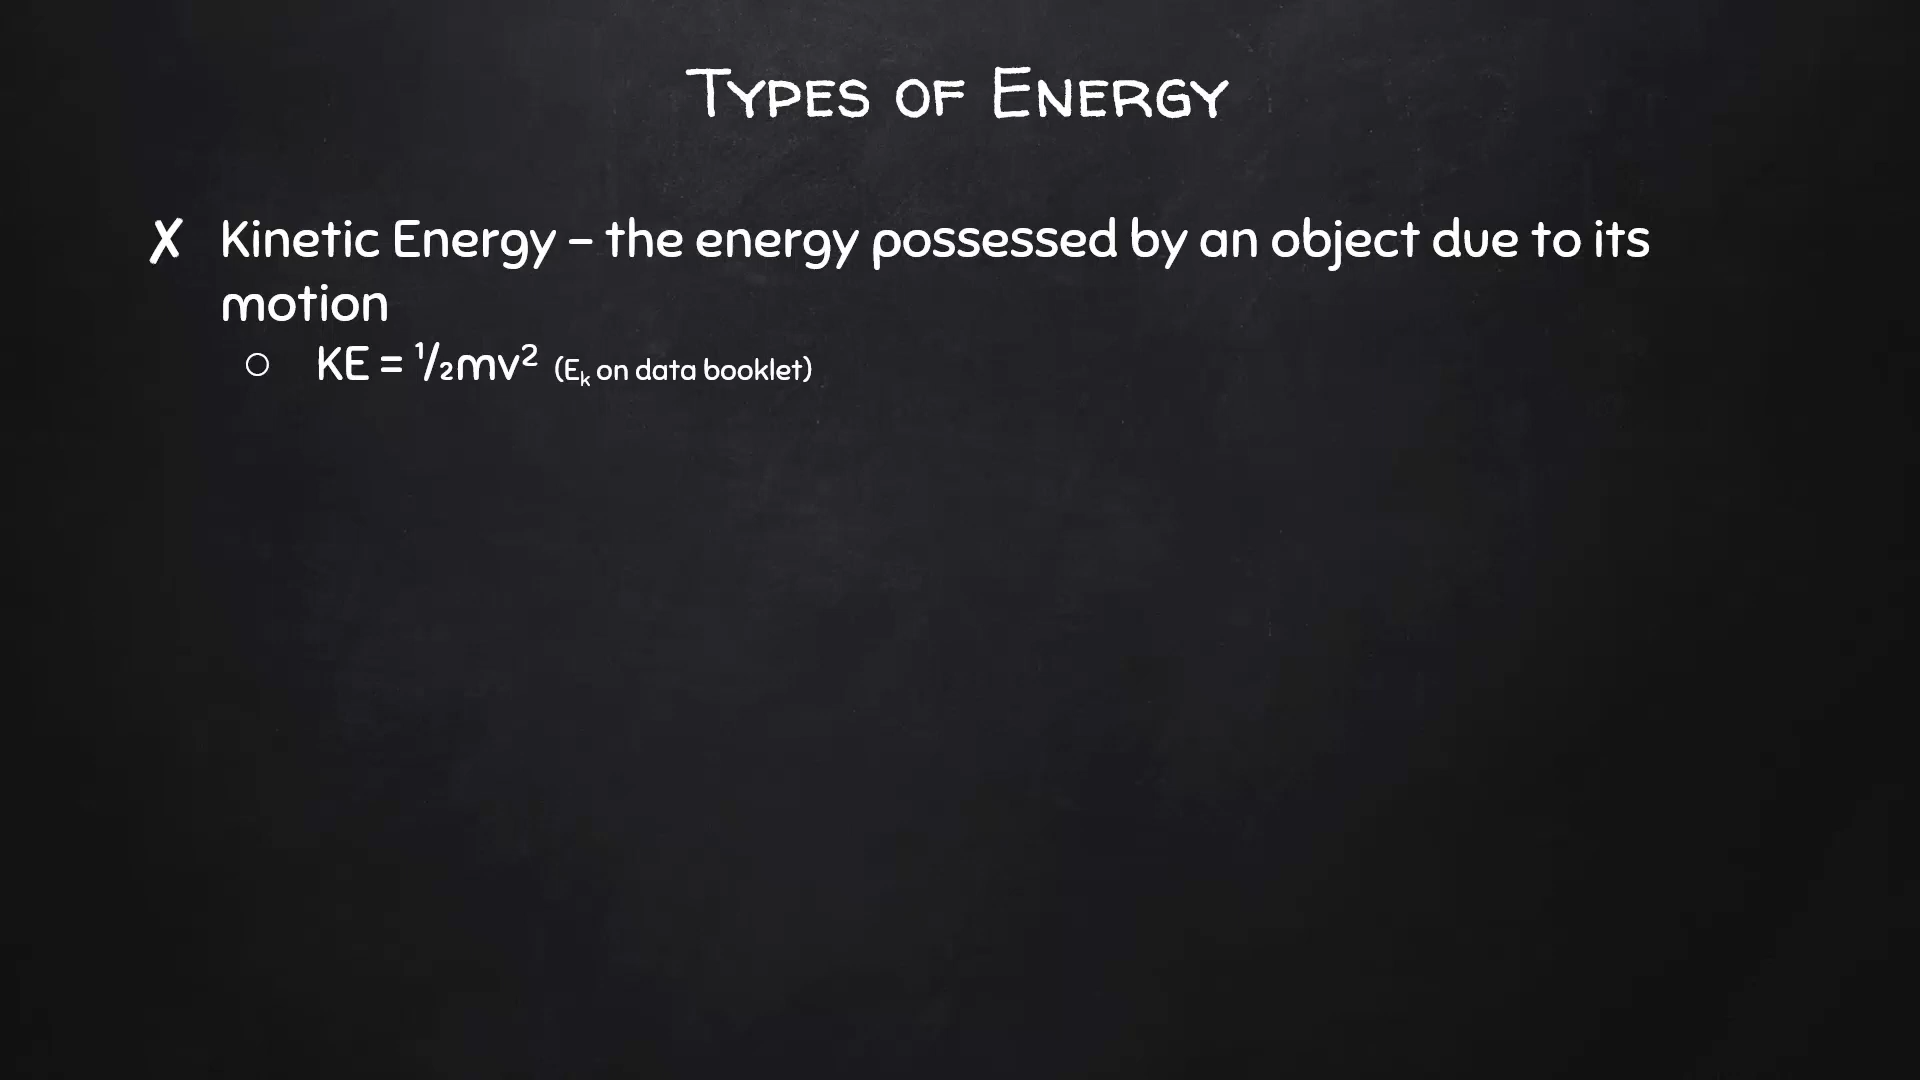 Types of Energy
✗ Kinetic Energy – the energy possessed by an object due to its
motion
○ KE = ½mv² (Eₖ on data booklet)